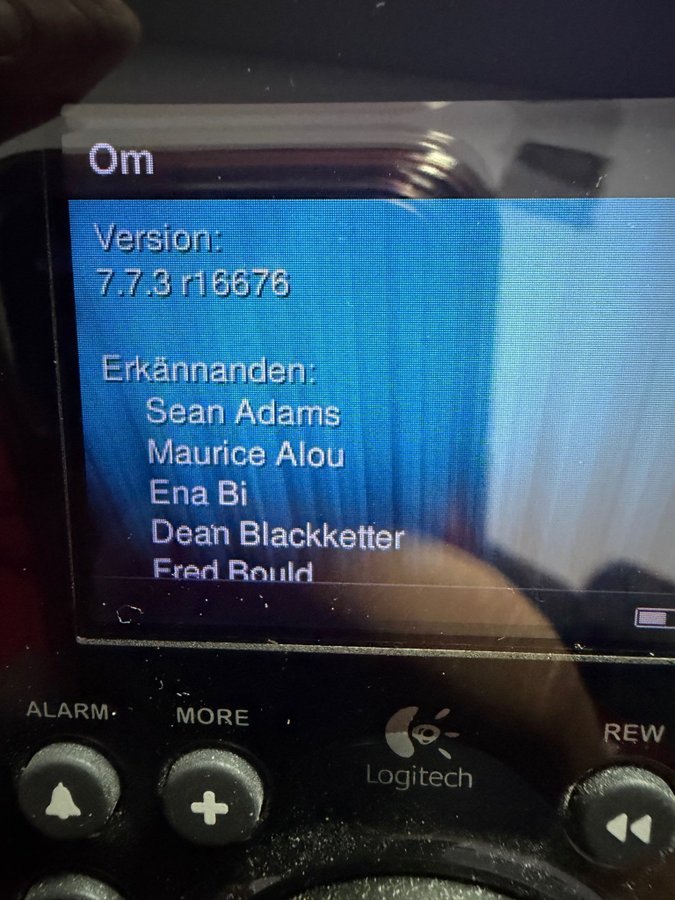 Om
Version:
7.7.3 r16676
Erkännanden:
Sean Adams
Maurice Alou
Ena Bi
Dean Blackketter
Fred Bould
ALARM
MORE
Logitech
REW